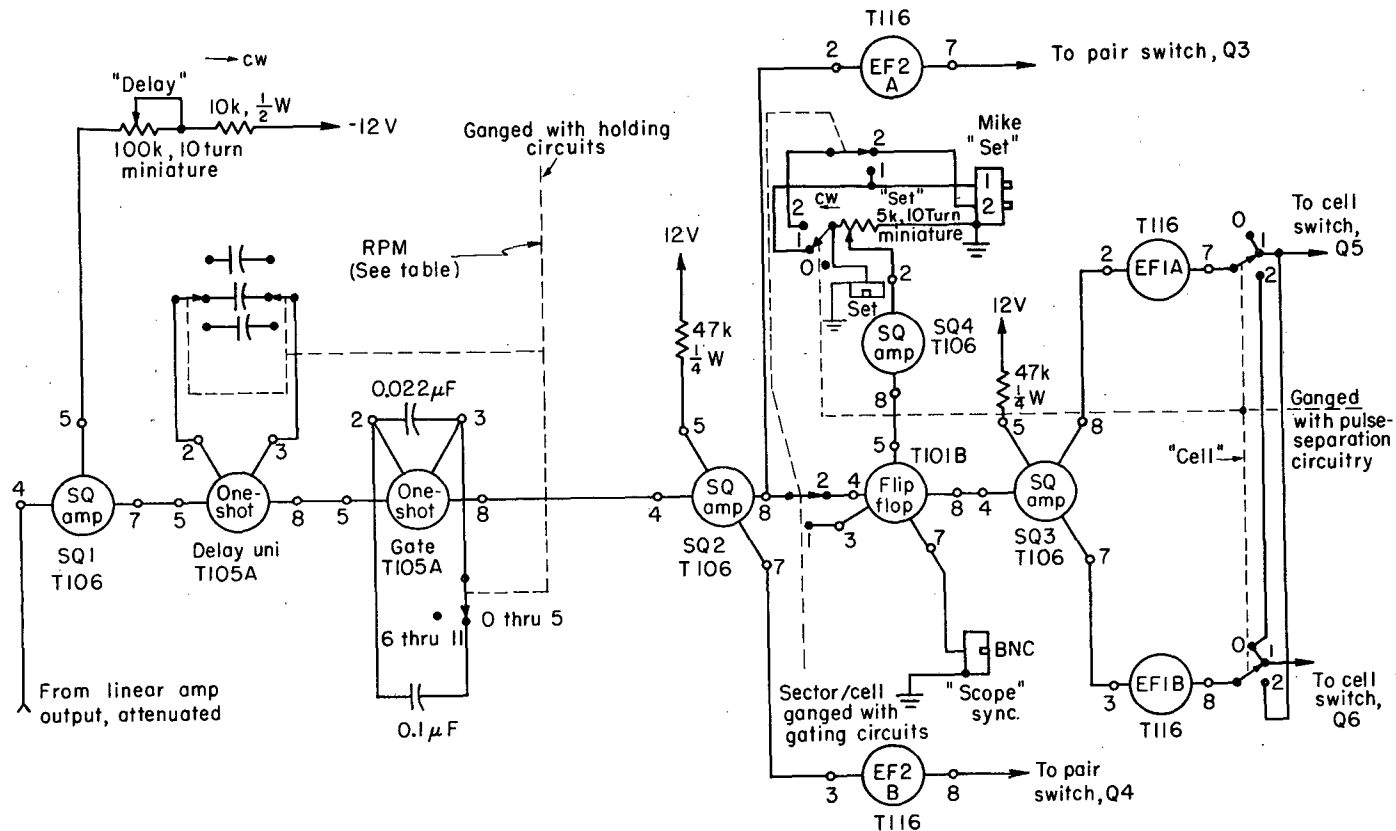 T116
2
EF2
A
7
To pair switch, Q3
→ CW
"Delay"
10k, 1/2 W
-12 V
100k, 10 turn
miniature
Ganged with holding
circuits
RPM
(See table)
2
Mike
"Set"
1
2
1
"Set"
CW
5k, 10 Turn
miniature
2
1
0
Set
2
SQ
amp
SQ4
T106
8
5
12V
47k
1/4 W
5
12V
47k
1/4 W
5
T116
2
EF1A
7
0
1
2
To cell
switch,
Q5
8
Ganged
with pulse-
separation
circuitry
"Cell"
5
4
SQ
amp
7
SQ1
T106
2
3
5
One-
shot
8
Delay uni
T105A
0.022μF
2
3
5
One-
shot
8
Gate
T105A
0 thru 5
6 thru 11
0.1μF
4
SQ
amp
8
SQ2
T106
7
2
4
3
T101B
Flip
flop
8
7
4
SQ
amp
SQ3
T106
7
BNC
"Scope"
sync.
Sector/cell
ganged with
gating circuits
3
EF1B
8
T116
0
1
2
To cell
switch,
Q6
From linear amp
output, attenuated
3
EF2
B
8
T116
To pair
switch, Q4